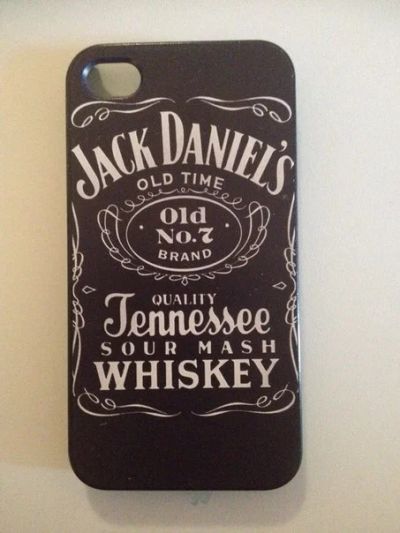 JACK DANIEL'S
OLD TIME
Old
No.7
BRAND
QUALITY
Tennessee
SOUR MASH
WHISKEY